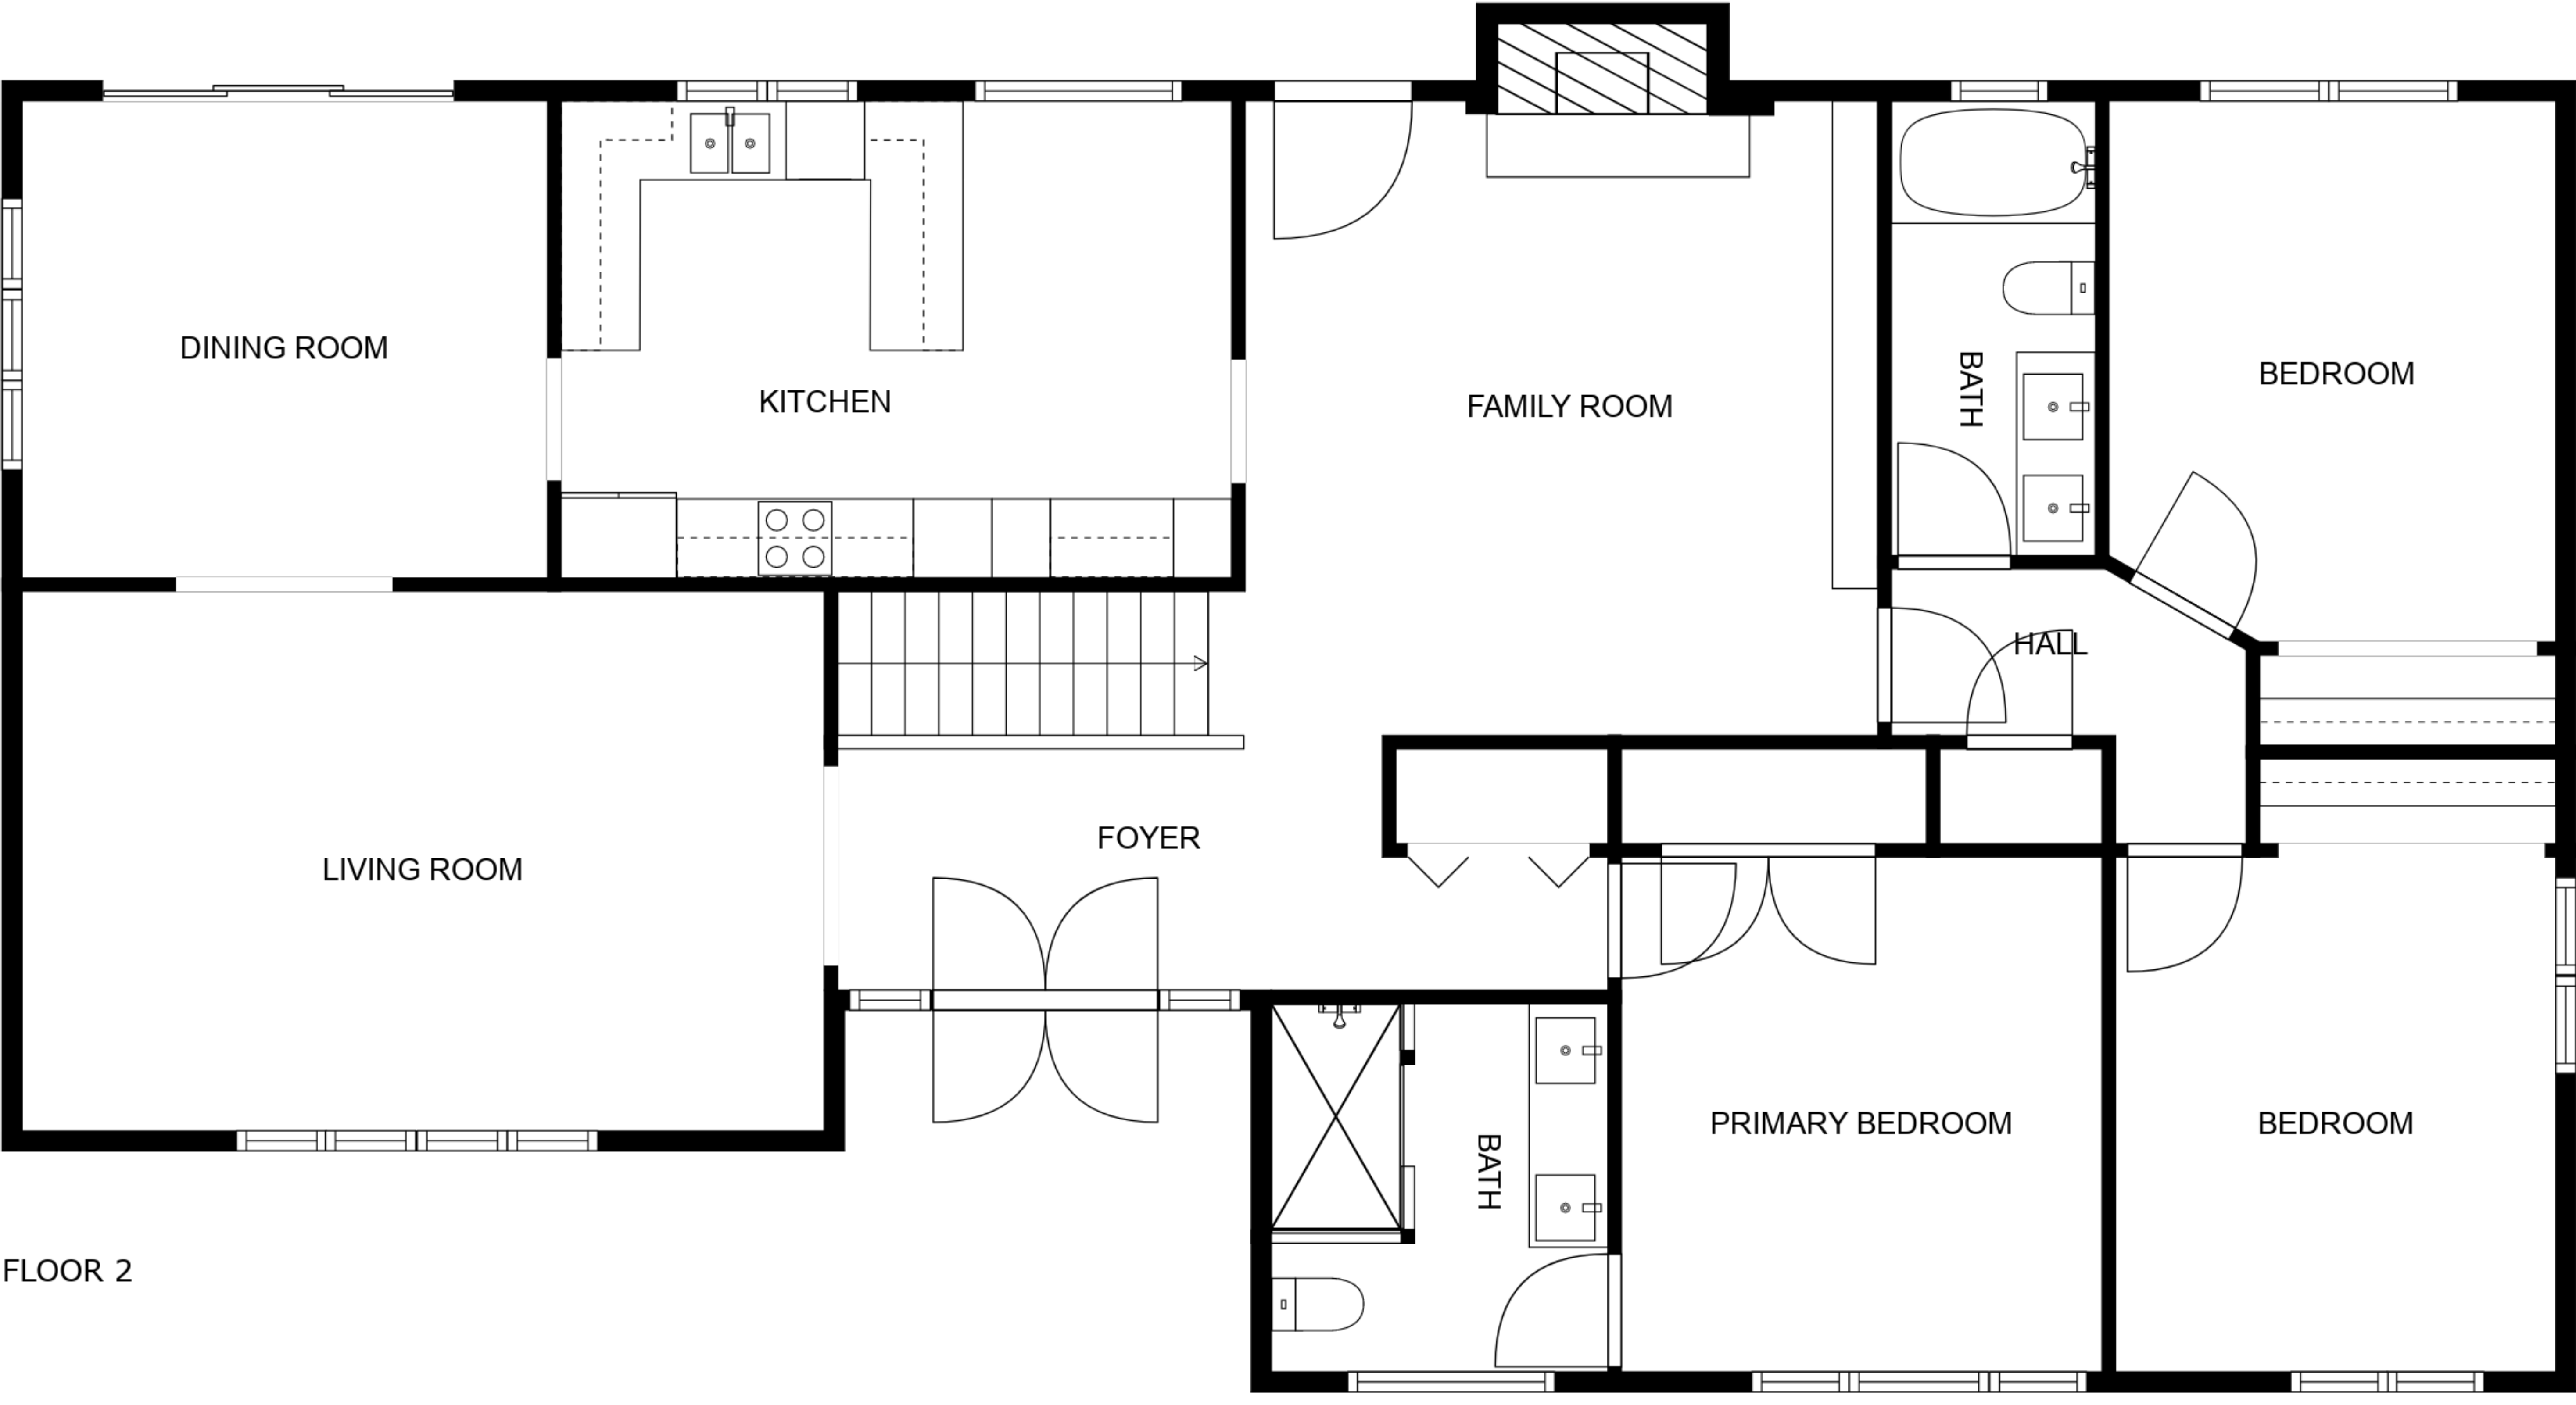 DINING ROOM
KITCHEN
FAMILY ROOM
BATH
BEDROOM
HALL
LIVING ROOM
FOYER
BATH
PRIMARY BEDROOM
BEDROOM
FLOOR 2